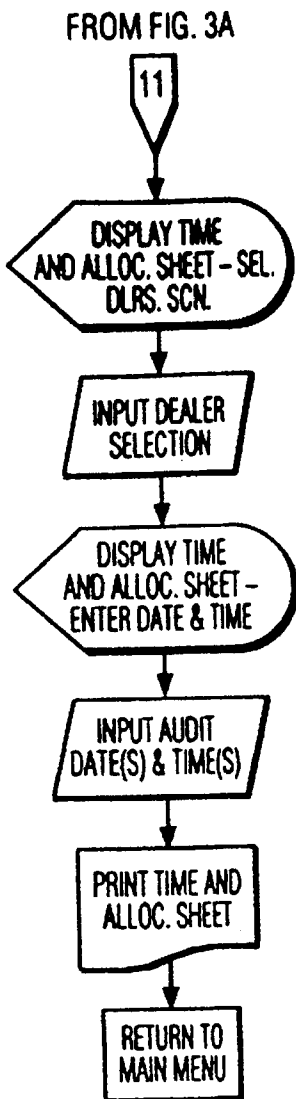 FROM FIG. 3A
11
DISPLAY TIME
AND ALLOC. SHEET – SEL.
DLRS. SCN.
INPUT DEALER
SELECTION
DISPLAY TIME
AND ALLOC. SHEET –
ENTER DATE & TIME
INPUT AUDIT
DATE(S) & TIME(S)
PRINT TIME AND
ALLOC. SHEET
RETURN TO
MAIN MENU